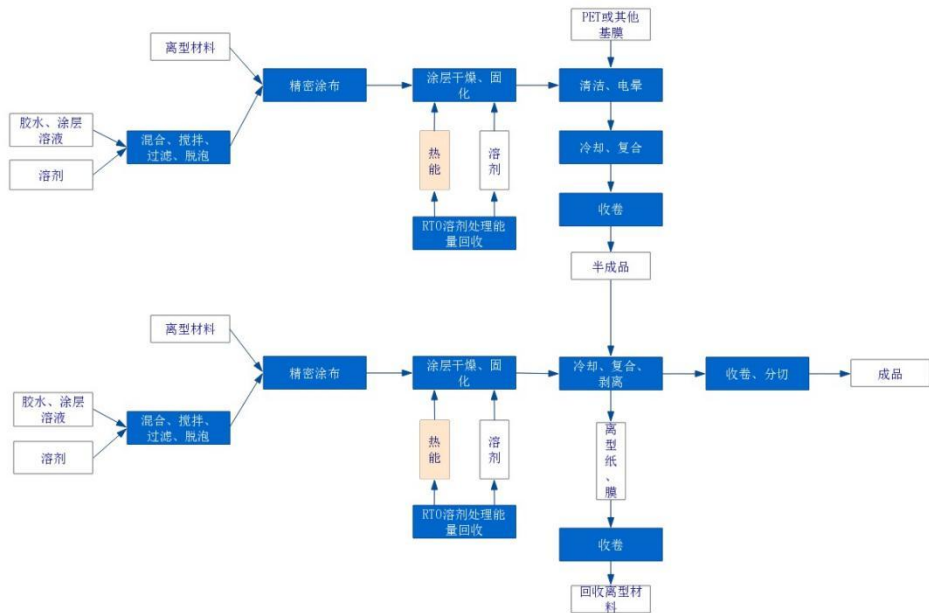 PET或其他
基膜
离型材料
精密涂布
涂层干燥、固
化
清洁、电晕
胶水、涂层
溶液
混合、搅拌、
过滤、脱泡
溶剂
热
能
溶
剂
冷却、复合
收卷
RTO溶剂处理能
量回收
半成品
离型材料
精密涂布
涂层干燥、固
化
冷却、复合、
剥离
收卷、分切
成品
胶水、涂层
溶液
混合、搅拌、
过滤、脱泡
溶剂
热
能
溶
剂
离
型
纸
、
膜
RTO溶剂处理能
量回收
收卷
回收离型材
料